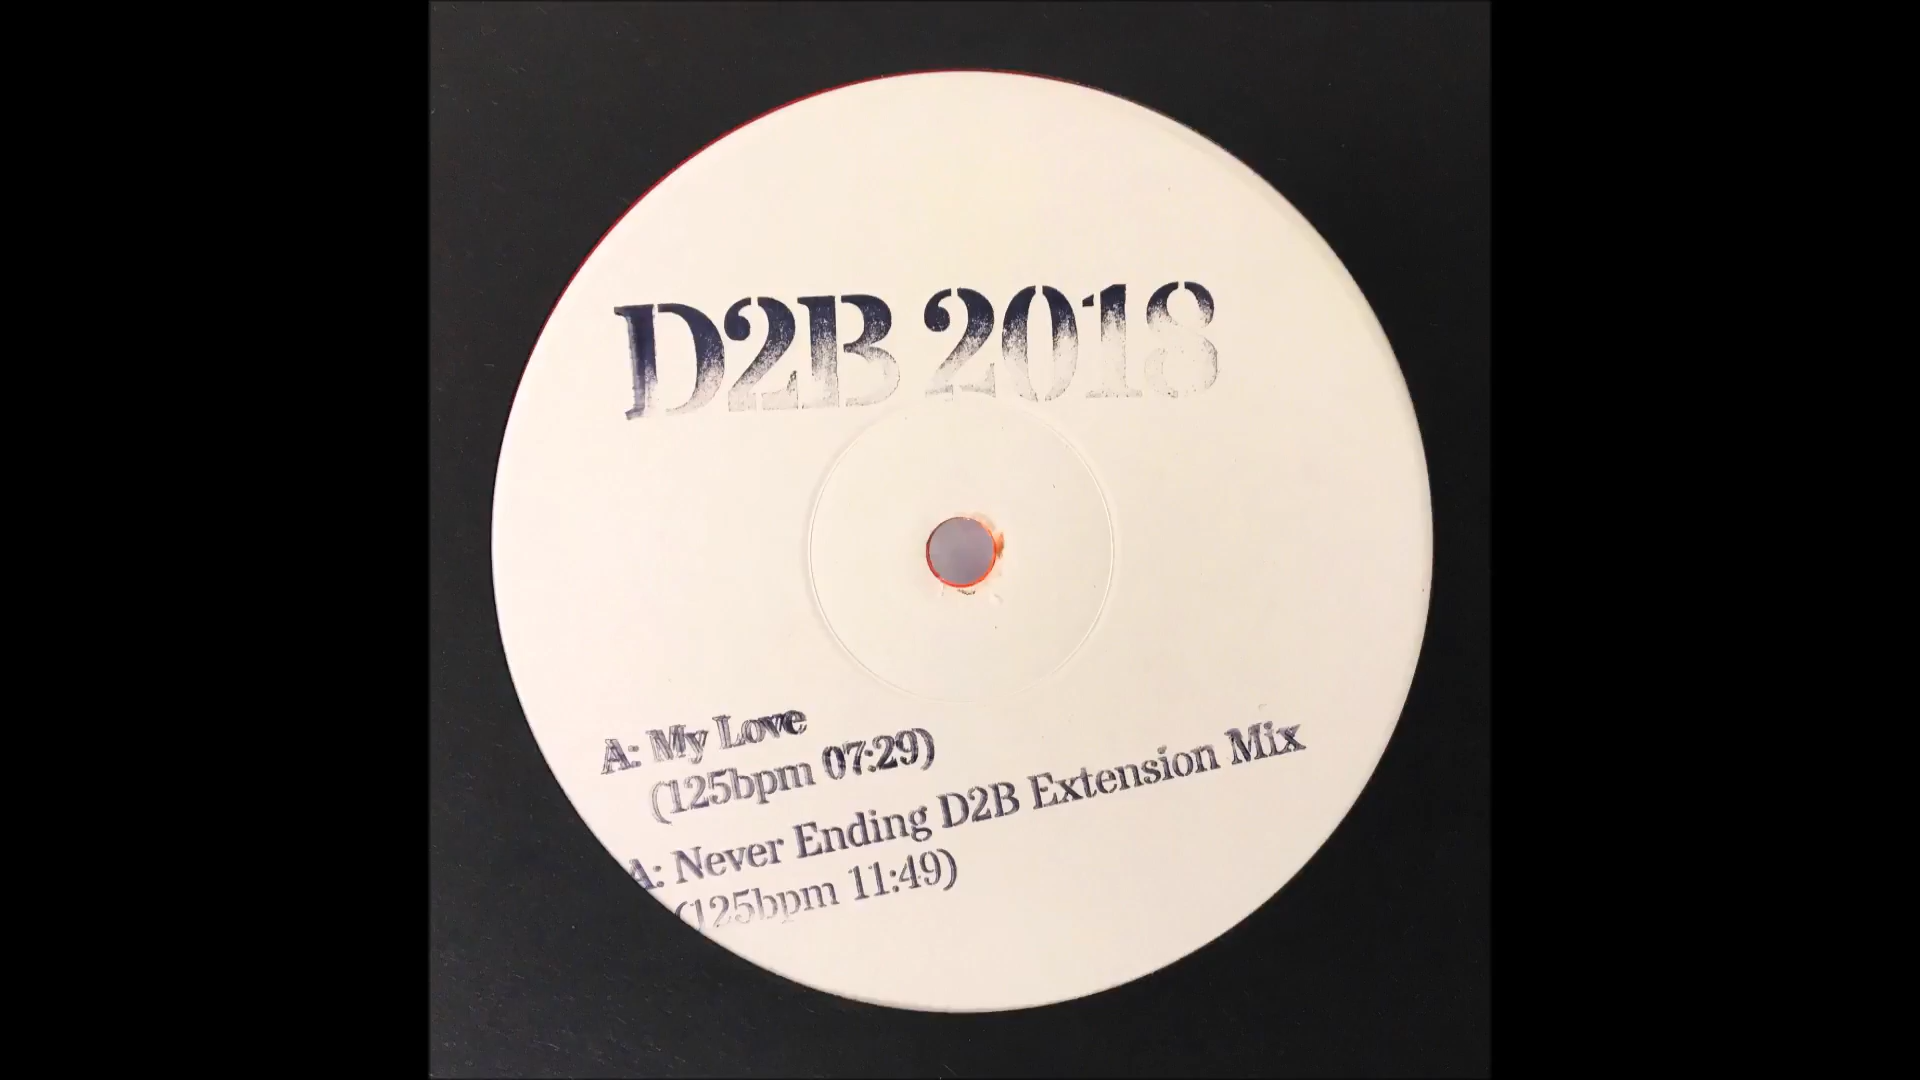 D2B 2018
A: My Love
(125bpm 07:29)
A: Never Ending D2B Extension Mix
(125bpm 11:49)